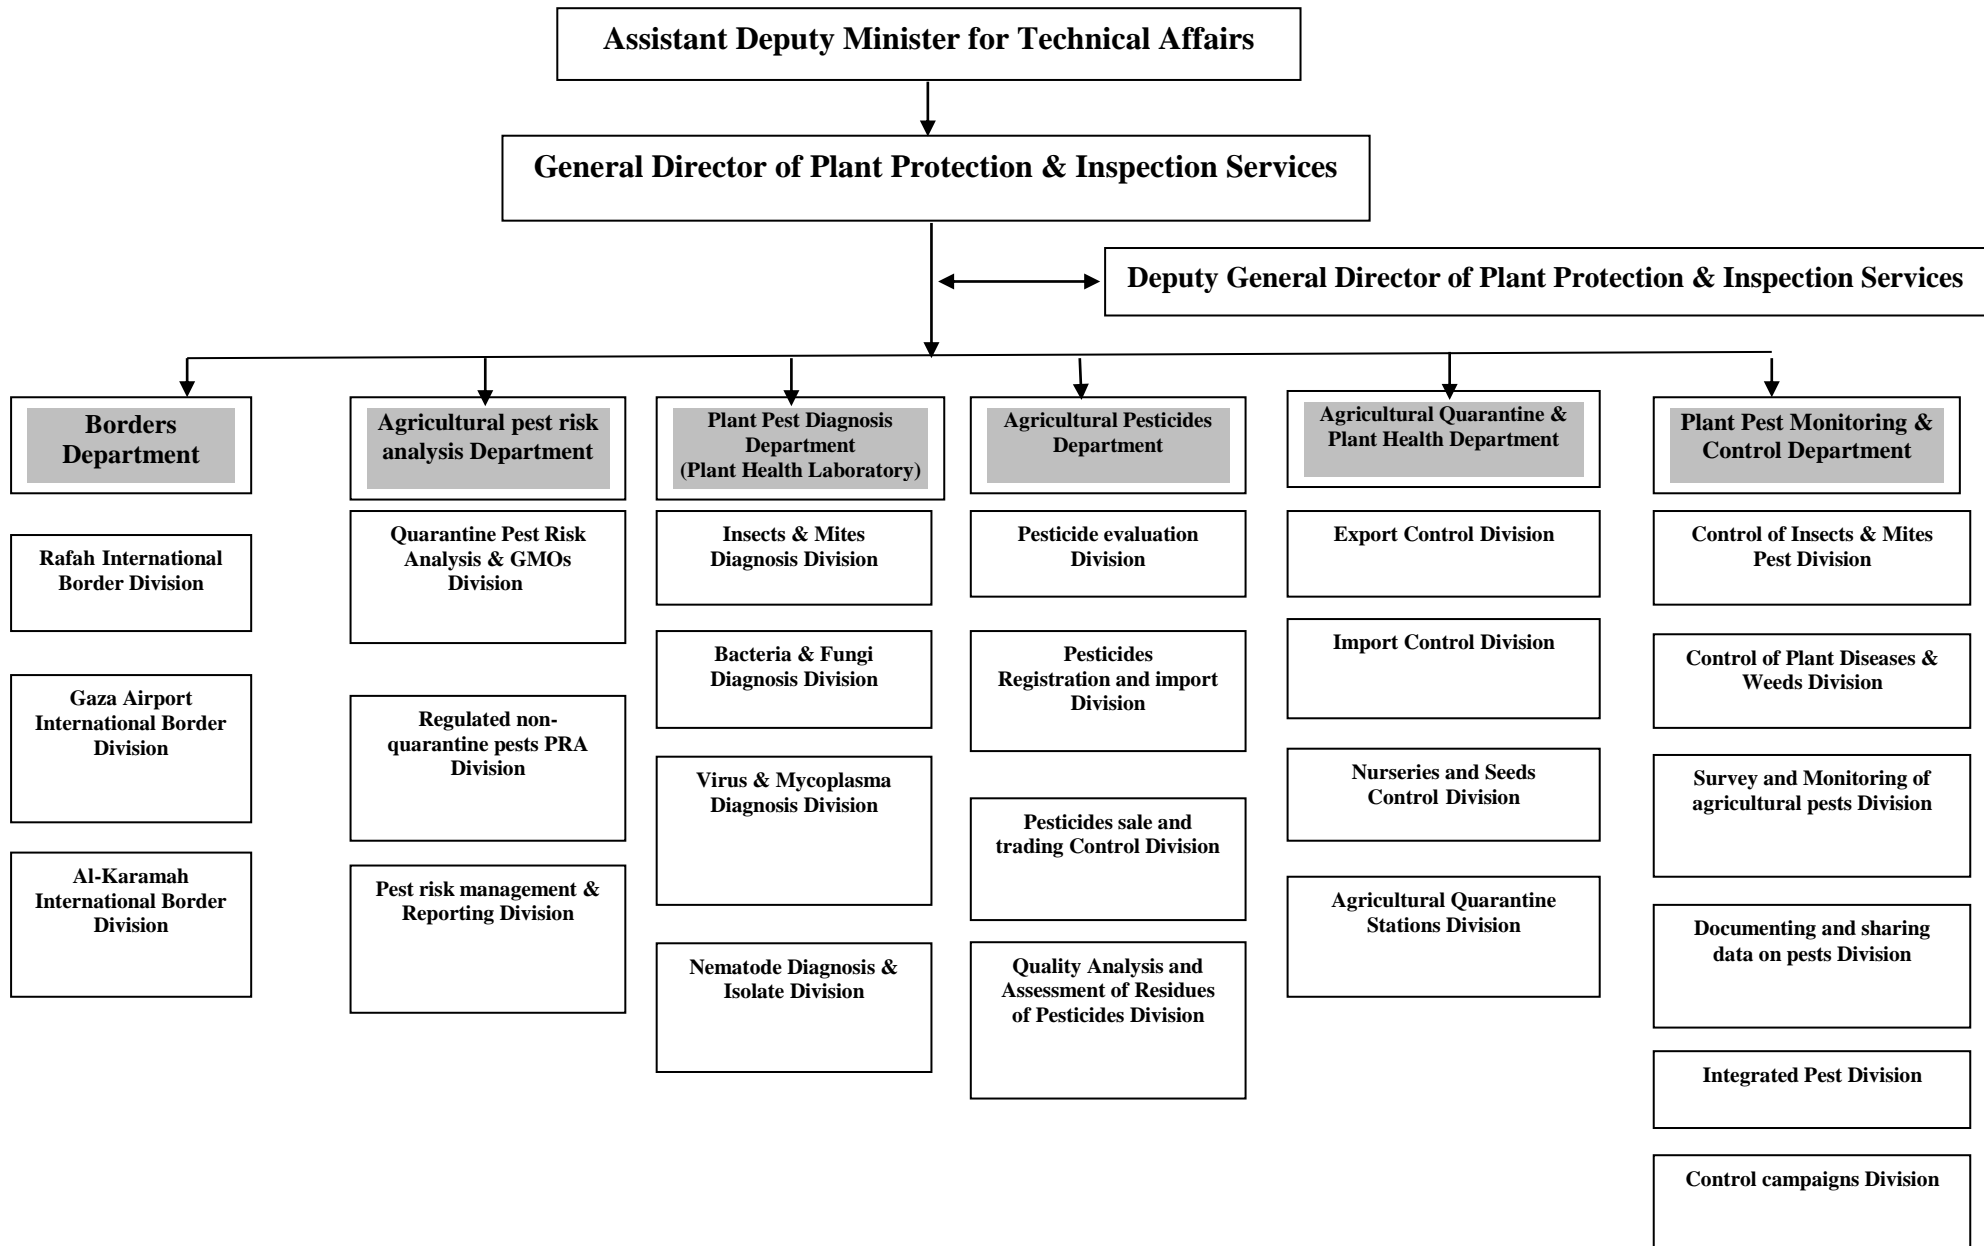 Assistant Deputy Minister for Technical Affairs
General Director of Plant Protection & Inspection Services
Deputy General Director of Plant Protection & Inspection Services
Borders
Department
Rafah International
Border Division
Gaza Airport
International Border
Division
Al-Karamah
International Border
Division
Agricultural pest risk
analysis Department
Quarantine Pest Risk
Analysis & GMOs
Division
Regulated non-
quarantine pests PRA
Division
Pest risk management &
Reporting Division
Plant Pest Diagnosis
Department
(Plant Health Laboratory)
Insects & Mites
Diagnosis Division
Bacteria & Fungi
Diagnosis Division
Virus & Mycoplasma
Diagnosis Division
Nematode Diagnosis &
Isolate Division
Agricultural Pesticides
Department
Pesticide evaluation
Division
Pesticides
Registration and import
Division
Pesticides sale and
trading Control Division
Quality Analysis and
Assessment of Residues
of Pesticides Division
Agricultural Quarantine &
Plant Health Department
Export Control Division
Import Control Division
Nurseries and Seeds
Control Division
Agricultural Quarantine
Stations Division
Plant Pest Monitoring &
Control Department
Control of Insects & Mites
Pest Division
Control of Plant Diseases &
Weeds Division
Survey and Monitoring of
agricultural pests Division
Documenting and sharing
data on pests Division
Integrated Pest Division
Control campaigns Division